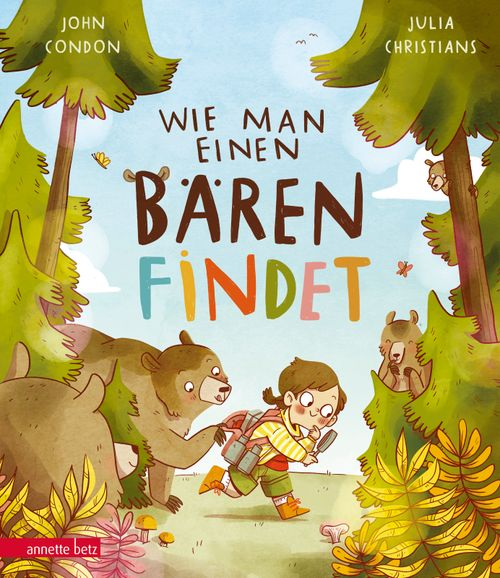 JOHN
CONDON
JULIA
CHRISTIANS
WIE MAN
EINEN
BÄREN
FINDET
annette betz